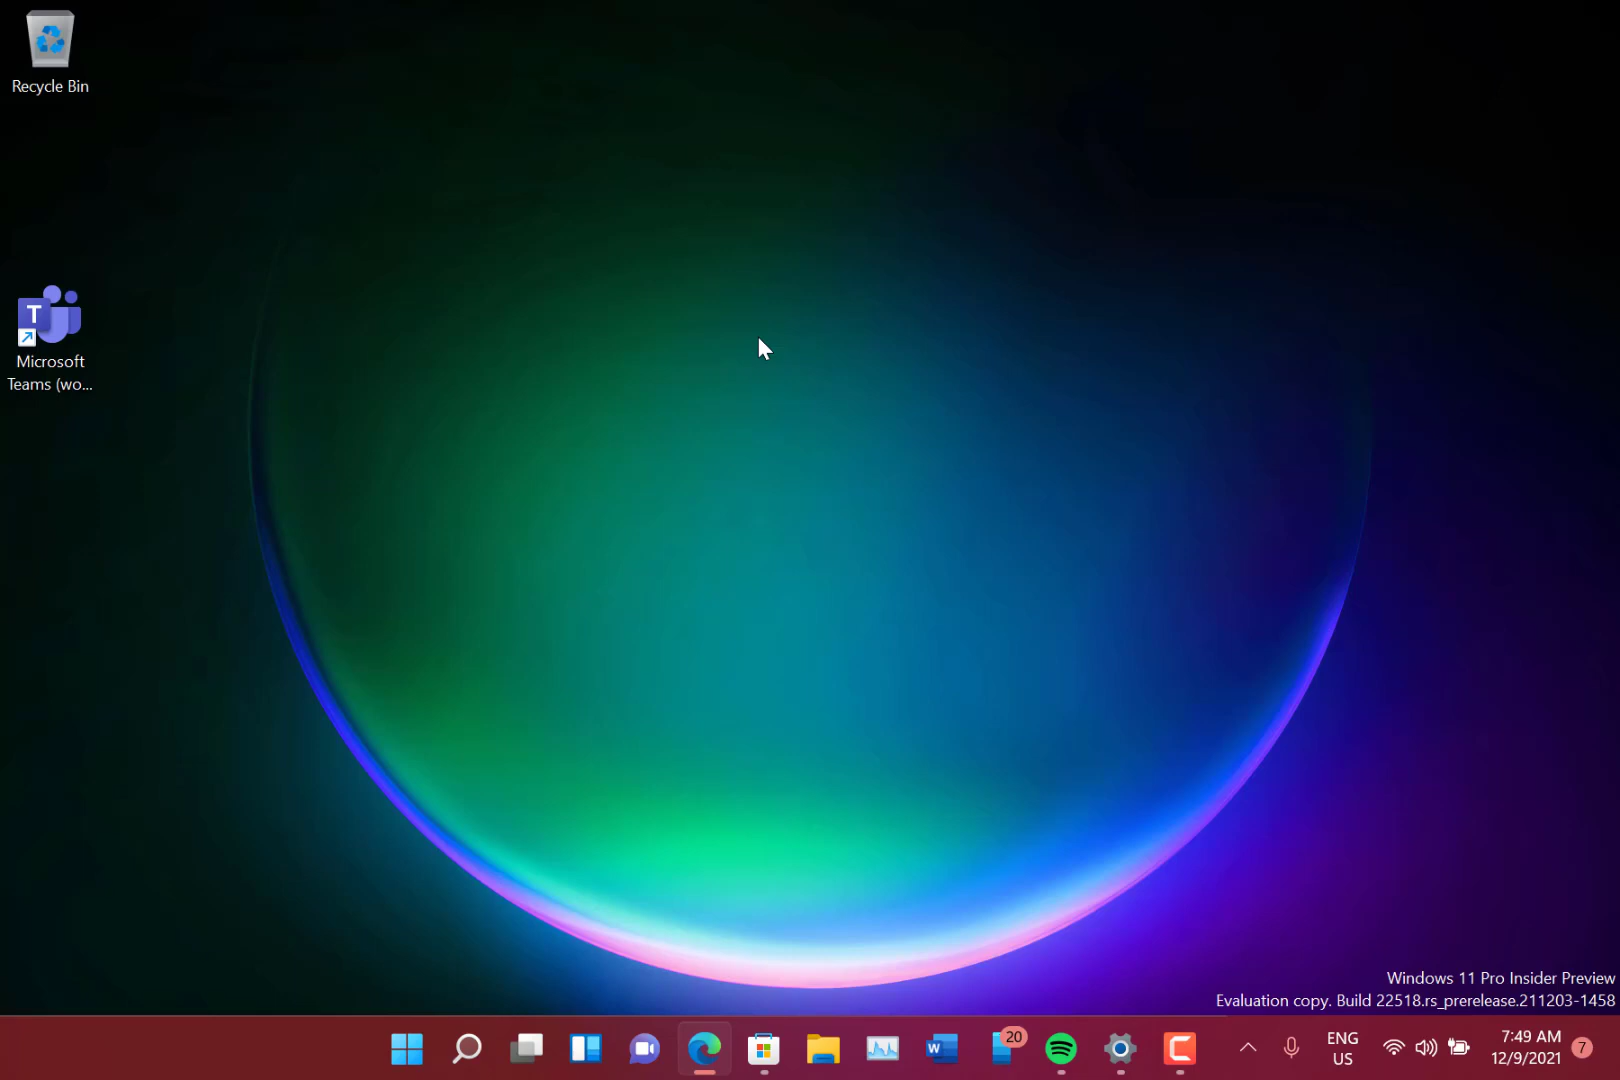 Recycle Bin
Microsoft
Teams (wo...
Windows 11 Pro Insider Preview
Evaluation copy. Build 22518.rs_prerelease.211203-1458
20
ENG
US
7:49 AM
12/9/2021
7